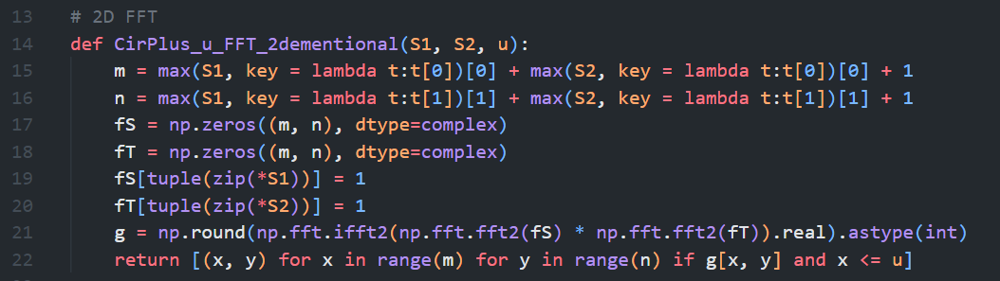 13 # 2D FFT
14 def CirPlus_u_FFT_2dementional(S1, S2, u):
15     m = max(S1, key = lambda t:t[0])[0] + max(S2, key = lambda t:t[0])[0] + 1
16     n = max(S1, key = lambda t:t[1])[1] + max(S2, key = lambda t:t[1])[1] + 1
17     fS = np.zeros((m, n), dtype=complex)
18     fT = np.zeros((m, n), dtype=complex)
19     fS[tuple(zip(*S1))] = 1
20     fT[tuple(zip(*S2))] = 1
21     g = np.round(np.fft.ifft2(np.fft.fft2(fS) * np.fft.fft2(fT)).real).astype(int)
22     return [(x, y) for x in range(m) for y in range(n) if g[x, y] and x <= u]